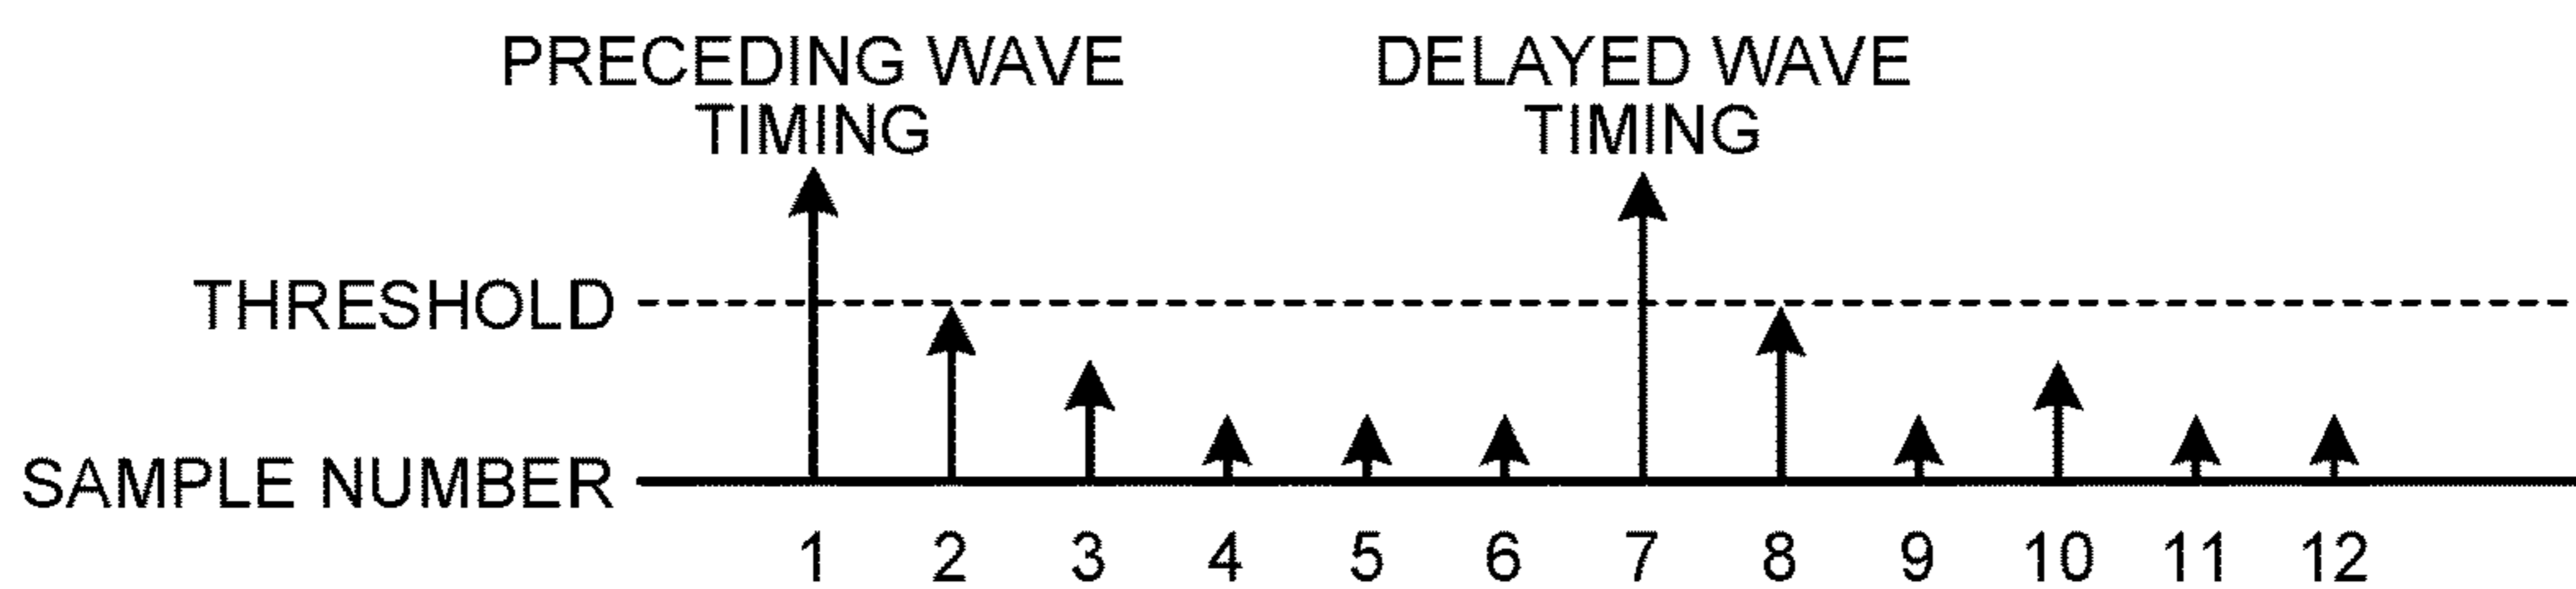 PRECEDING WAVE
TIMING
DELAYED WAVE
TIMING
THRESHOLD
SAMPLE NUMBER
1 2 3 4 5 6 7 8 9 10 11 12